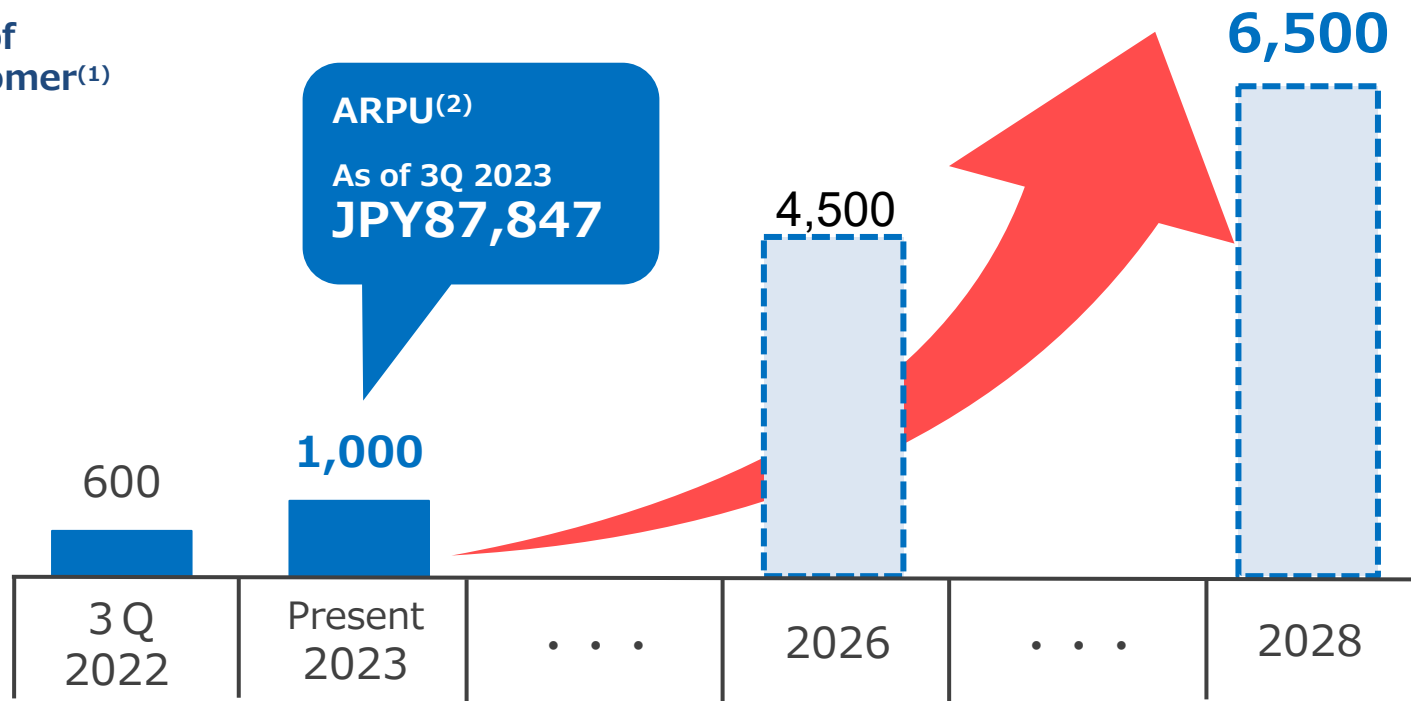 of
omer(1)
ARPU(2)
As of 3Q 2023
JPY87,847
6,500
4,500
1,000
600
3 Q
2022
Present
2023
・・・
2026
・・・
2028